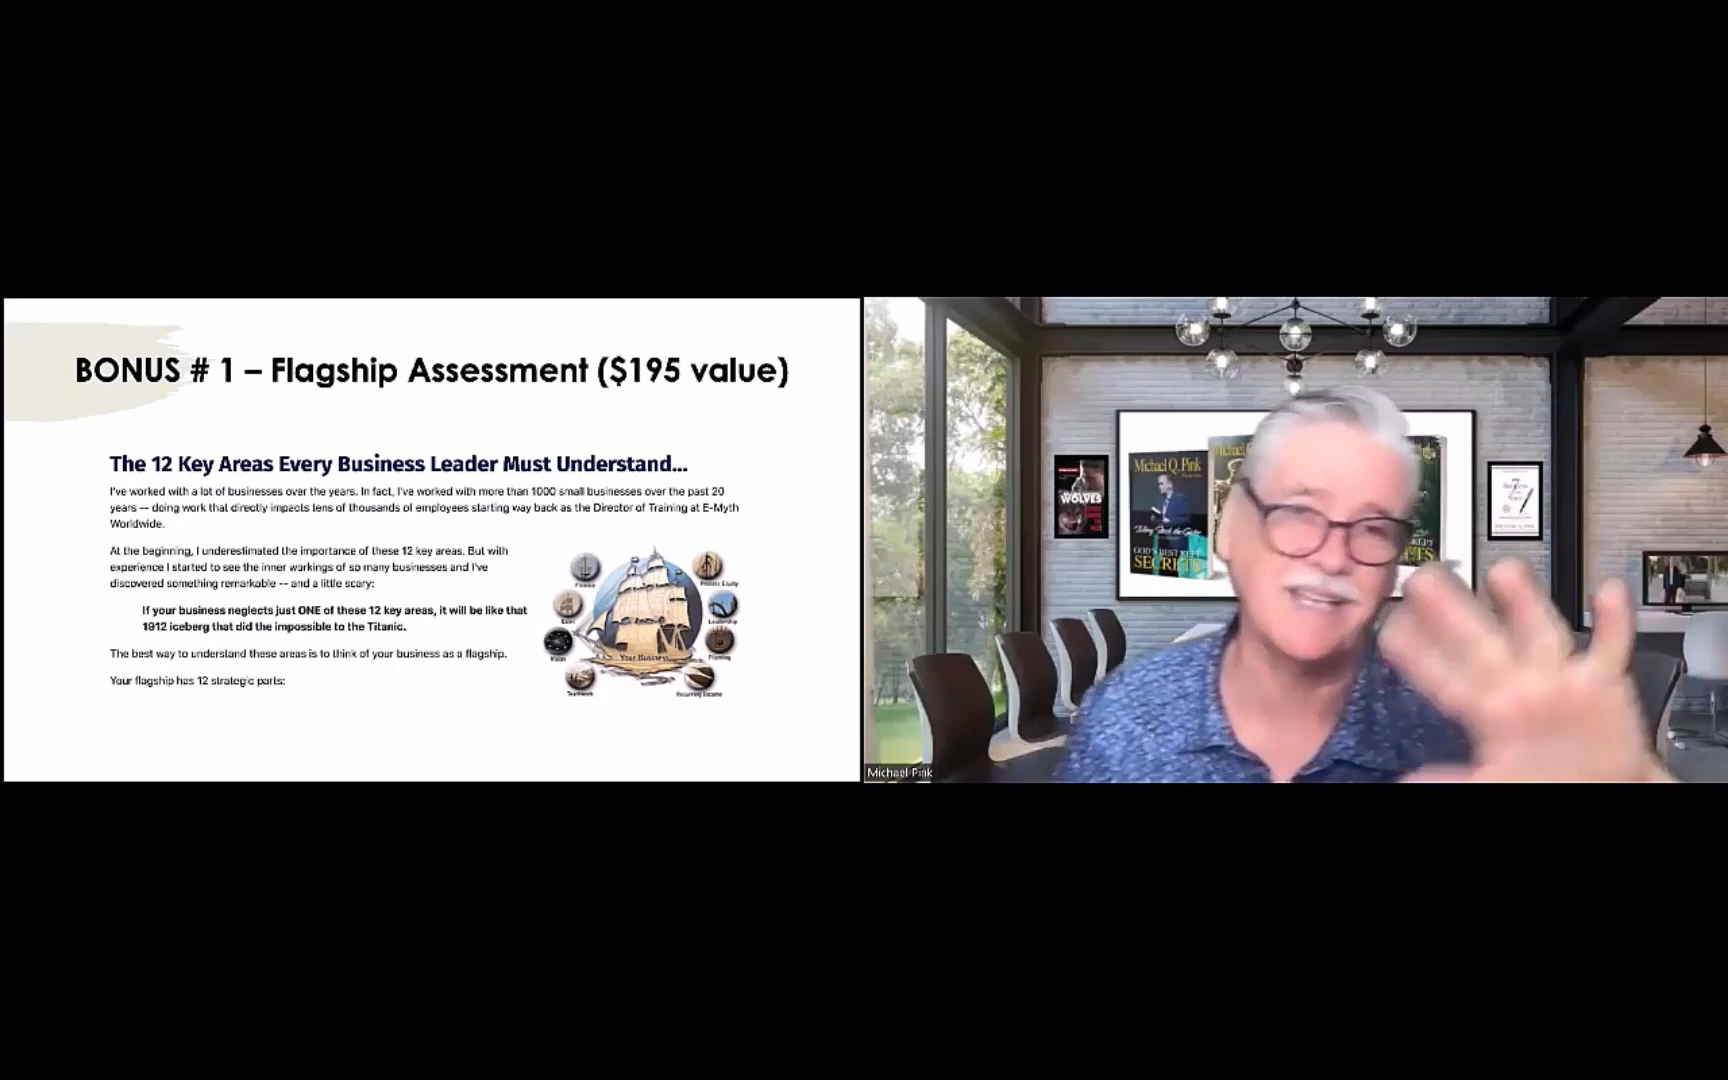 BONUS # 1 – Flagship Assessment ($195 value)
The 12 Key Areas Every Business Leader Must Understand...
I've worked with a lot of businesses over the years. In fact, I've worked with more than 1000 small businesses over the past 20
years -- doing work that directly impacts tens of thousands of employees starting way back as the Director of Training at E-Myth
Worldwide.
At the beginning, I underestimated the importance of these 12 key areas. But with
experience I started to see the inner workings of so many businesses and I've
discovered something remarkable -- and a little scary:
If your business neglects just ONE of these 12 key areas, it will be like that
1912 iceberg that did the impossible to the Titanic.
The best way to understand these areas is to think of your business as a flagship.
Your flagship has 12 strategic parts:
Finance
Process Equity
Sales
Leadership
Vision
Planning
Your Business
Teamwork
Recurring Income
WOLVES
Michael Q. Pink
GOD'S BEST KEPT
SECRETS
7
Michael Pink